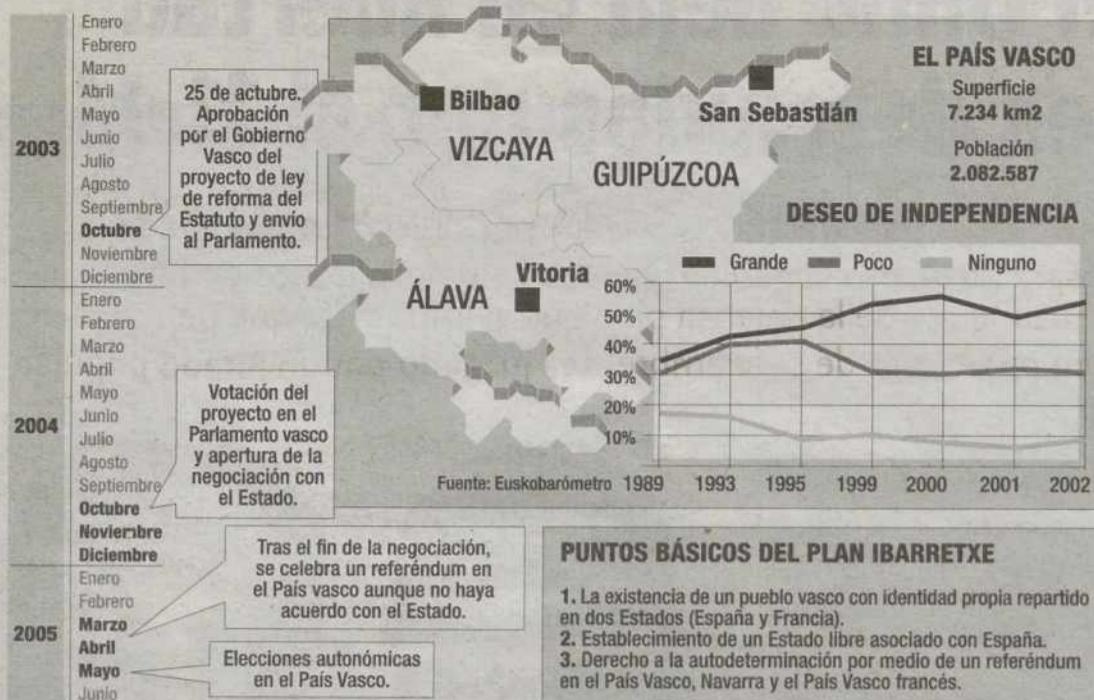 2003
Enero
Febrero
Marzo
Abril
Mayo
Junio
Julio
Agosto
Septiembre
Octubre
Noviembre
Diciembre
25 de actubre.
Aprobación
por el Gobierno
Vasco del
proyecto de ley
de reforma del
Estatuto y envio
al Parlamento.
2004
Enero
Febrero
Marzo
Abril
Mayo
Junio
Julio
Agosto
Septiembre
Octubre
Noviembre
Diciembre
Votación del
proyecto en el
Parlamento vasco
y apertura de la
negociación con
el Estado.
2005
Enero
Febrero
Marzo
Abril
Mayo
Junio
Tras el fin de la negociación,
se celebra un referéndum en
el País vasco aunque no haya
acuerdo con el Estado.
Elecciones autonómicas
en el País Vasco.
Bilbao
San Sebastián
VIZCAYA
GUIPÚZCOA
Vitoria
ÁLAVA
EL PAÍS VASCO
Superficie
7.234 km2
Población
2.082.587
DESEO DE INDEPENDENCIA
Grande Poco Ninguno
60%
50%
40%
30%
20%
10%
Fuente: Euskobarómetro 1989 1993 1995 1999 2000 2001 2002
PUNTOS BÁSICOS DEL PLAN IBARRETXE
1. La existencia de un pueblo vasco con identidad propia repartido
en dos Estados (España y Francia).
2. Establecimiento de un Estado libre asociado con España.
3. Derecho a la autodeterminación por medio de un referéndum
en el País Vasco, Navarra y el País Vasco francés.